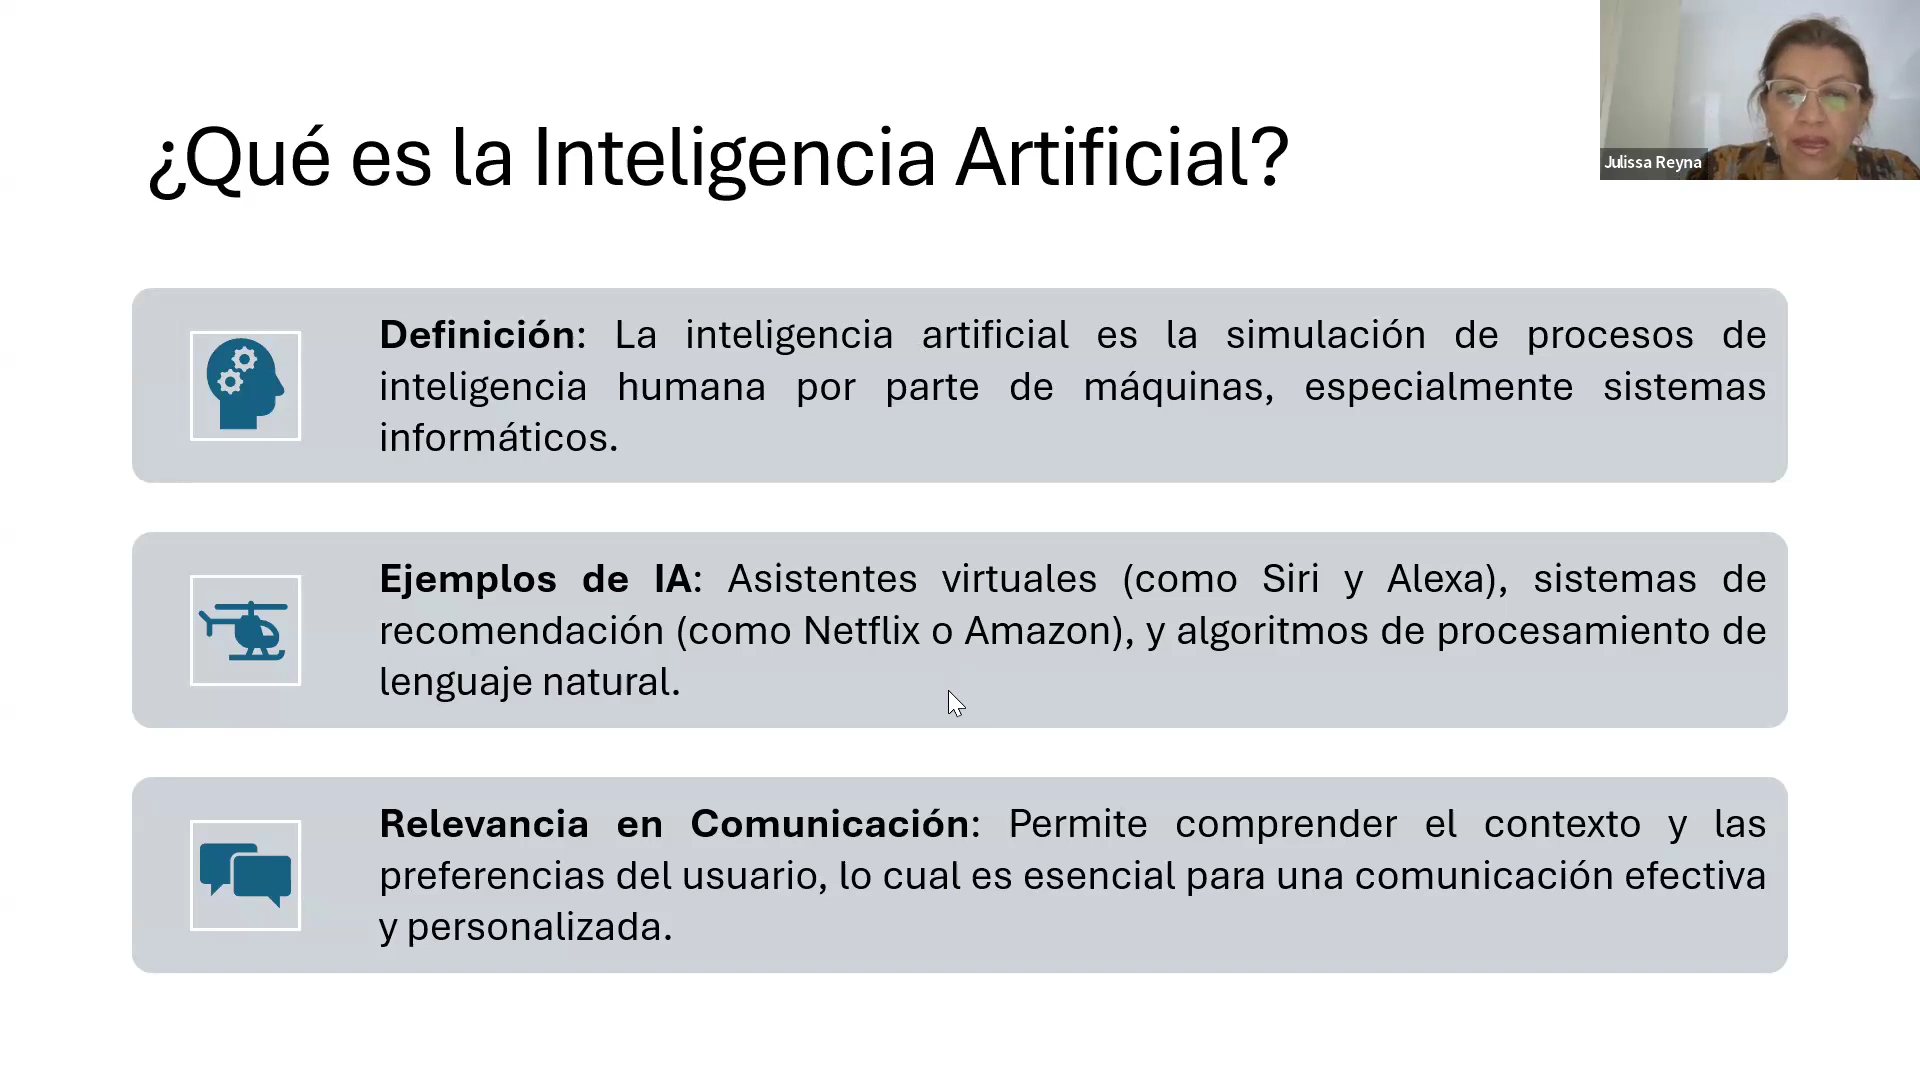 ¿Qué es la Inteligencia Artificial?
Julissa Reyna
Definición: La inteligencia artificial es la simulación de procesos de
inteligencia humana por parte de máquinas, especialmente sistemas
informáticos.
Ejemplos de IA: Asistentes virtuales (como Siri y Alexa), sistemas de
recomendación (como Netflix o Amazon), y algoritmos de procesamiento de
lenguaje natural.
Relevancia en Comunicación: Permite comprender el contexto y las
preferencias del usuario, lo cual es esencial para una comunicación efectiva
y personalizada.